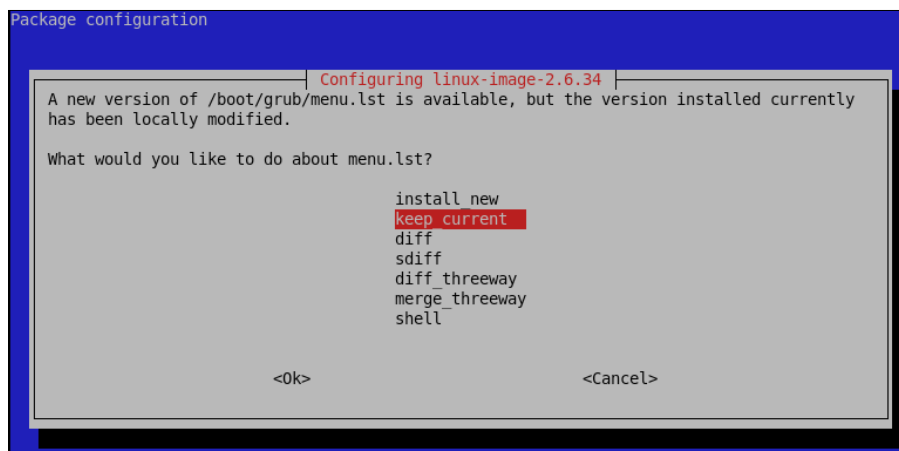 Package configuration
Configuring linux-image-2.6.34
A new version of /boot/grub/menu.lst is available, but the version installed currently
has been locally modified.
What would you like to do about menu.lst?
install_new
keep_current
diff
sdiff
diff_threeway
merge_threeway
shell
<Ok> <Cancel>